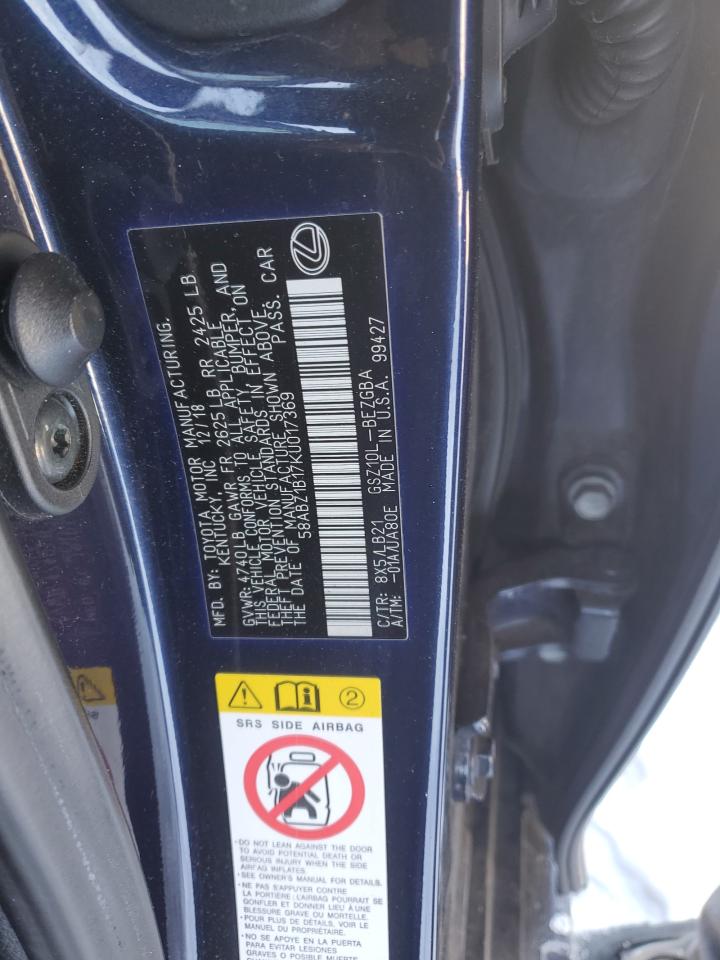 MFD. BY: TOYOTA MOTOR MANUFACTURING,
KENTUCKY, INC 12/18
GVWR: 4740LB GAWR FR 2625LB RR 2425 LB
THIS VEHICLE CONFORMS TO ALL APPLICABLE
FEDERAL MOTOR VEHICLE SAFETY, BUMPER, AND
THEFT PREVENTION STANDARDS IN EFFECT ON
THE DATE OF MANUFACTURE SHOWN ABOVE.
58ABZ1B17KU017369 PASS. CAR
C/TR: 8X5/LB21 GSZ10L-BEZGBA
A/TM: -01A/UA80E MADE IN U.S.A. 99427
2
SRS SIDE AIRBAG
•DO NOT LEAN AGAINST THE DOOR
TO AVOID POTENTIAL DEATH OR
SERIOUS INJURY WHEN THE SIDE
AIRBAG INFLATES.
•SEE OWNER'S MANUAL FOR DETAILS.
•NE PAS S'APPUYER CONTRE
LA PORTIÈRE: L'AIRBAG POURRAIT SE
GONFLER ET DONNER LIEU À UNE
BLESSURE GRAVE OU MORTELLE.
•POUR PLUS DE DÉTAILS, VOIR LE
MANUEL DU PROPRIÉTAIRE.
•NO SE APOYE EN LA PUERTA
PARA EVITAR LESIONES
GRAVES O POSIBLE MUERTE